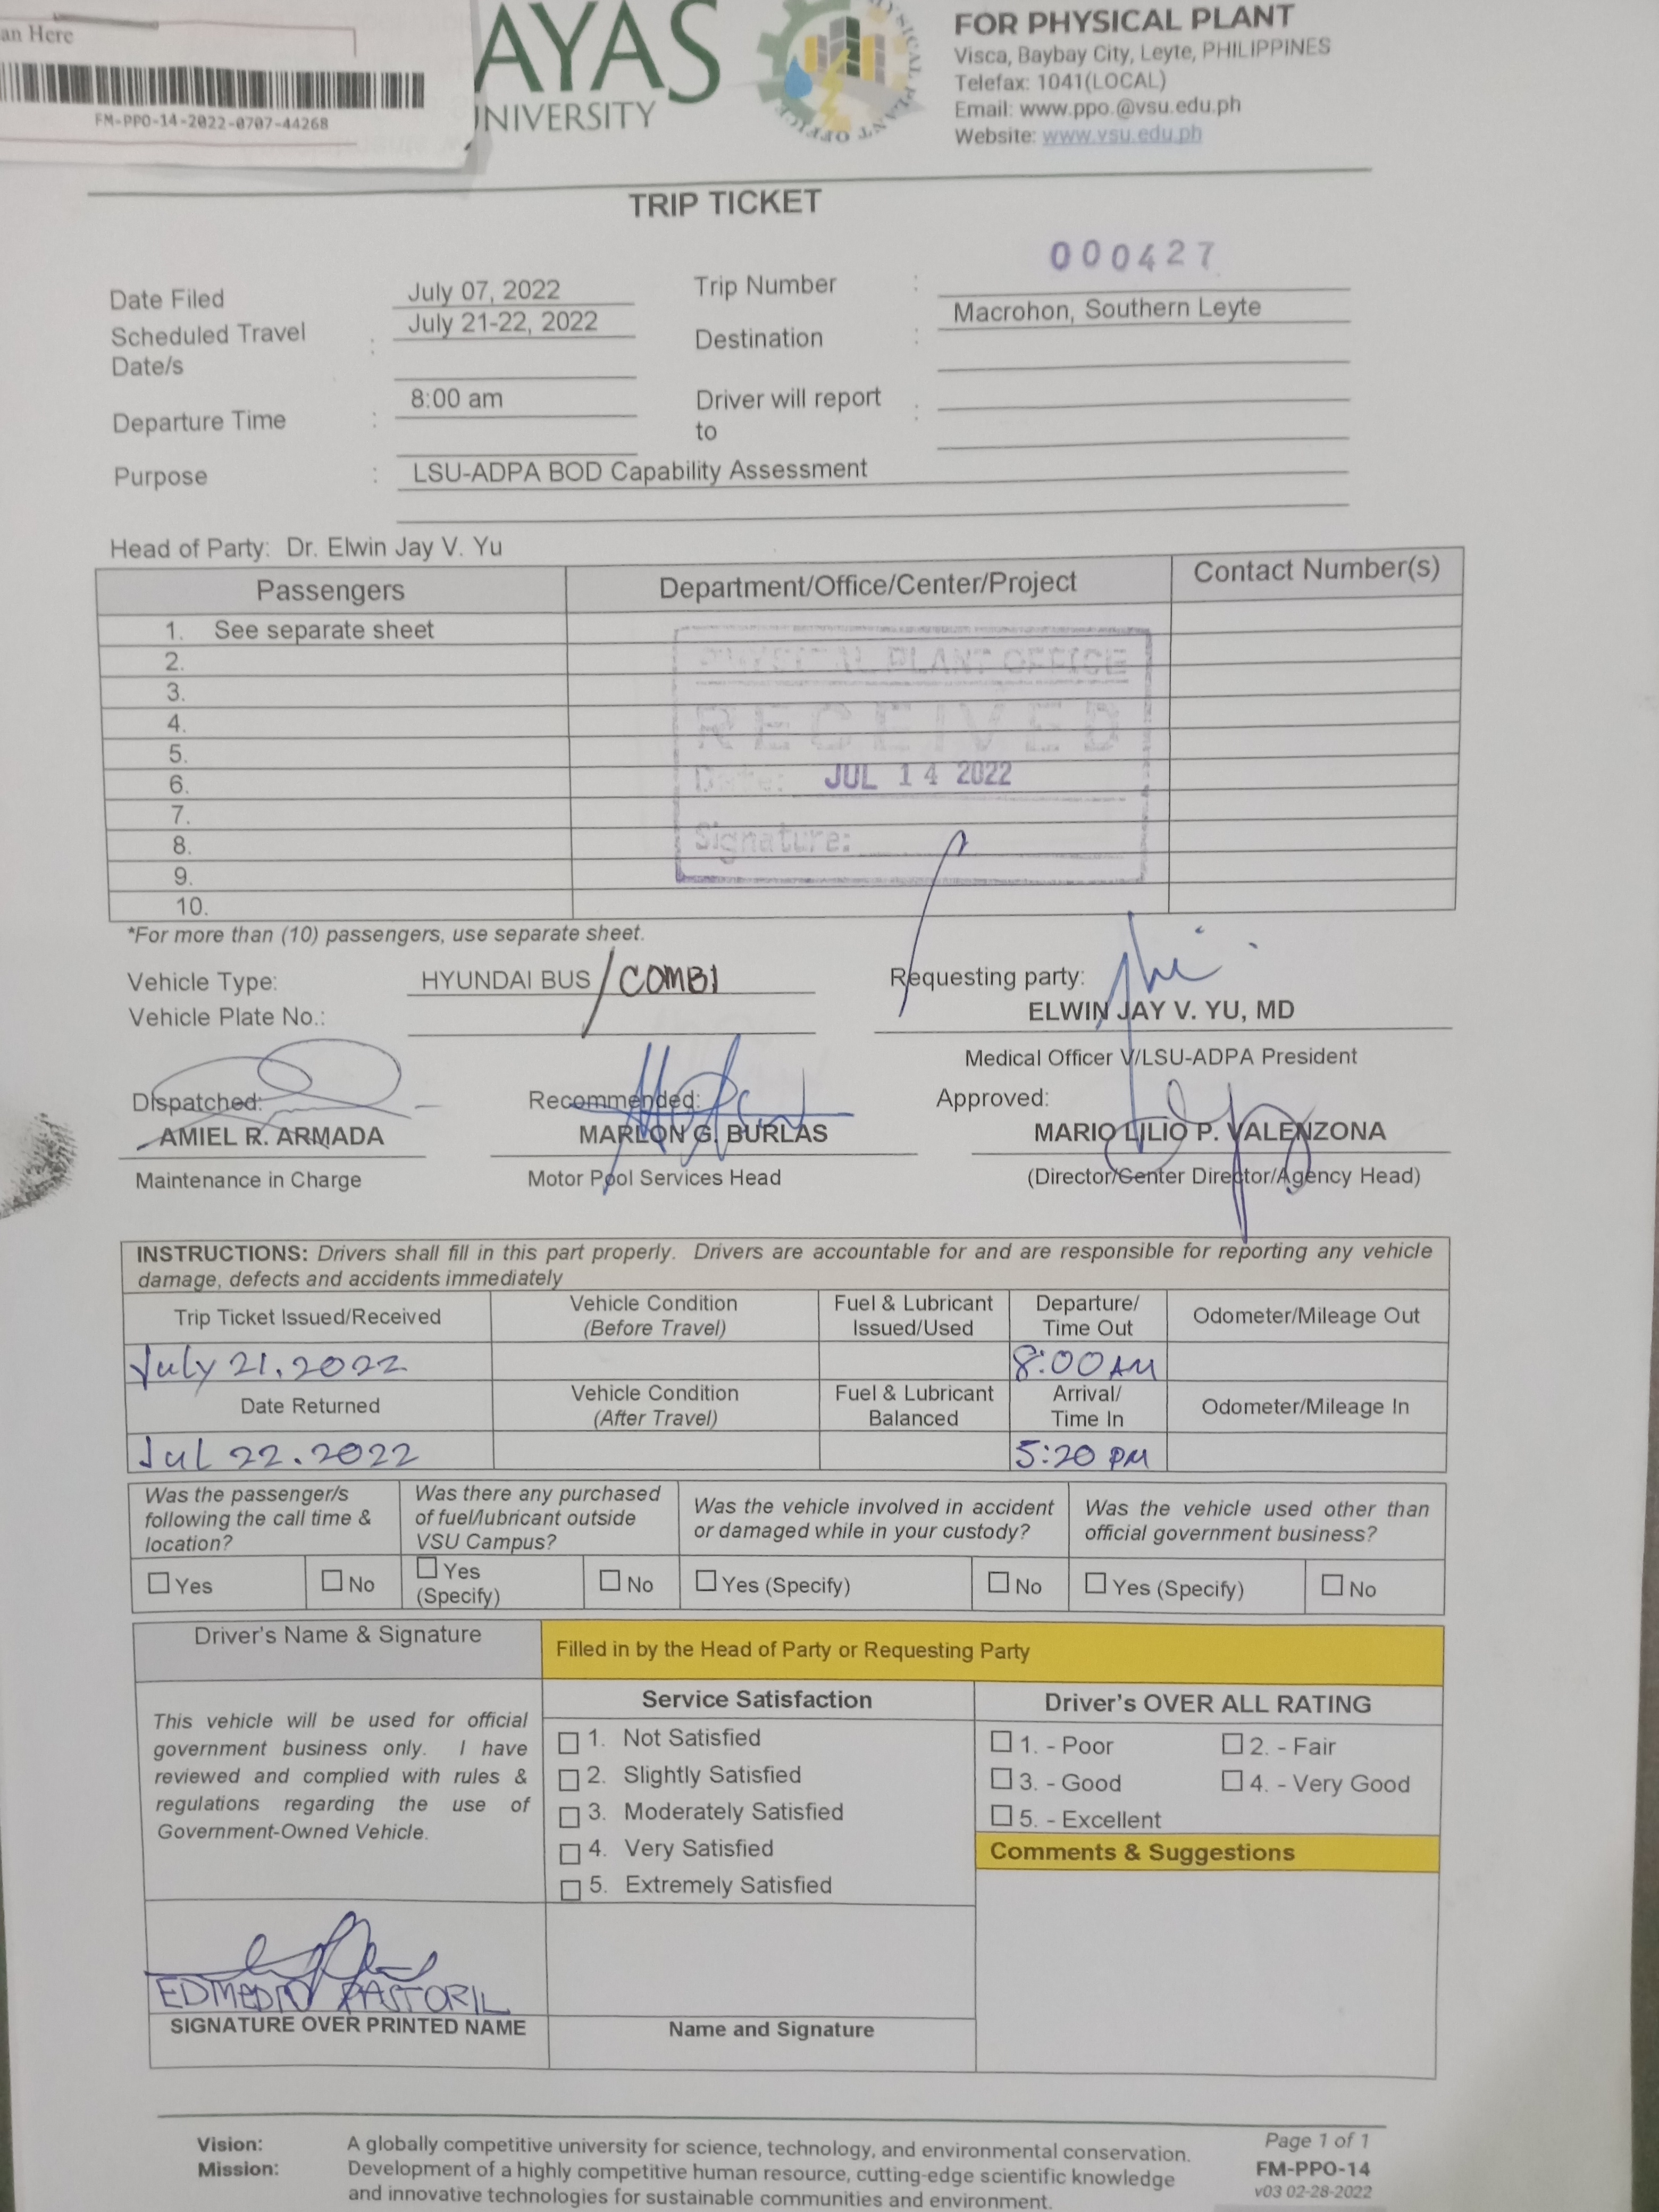 an Here
FM-PPO-14-2022-0707-44268
AYAS
UNIVERSITY
FOR PHYSICAL PLANT
Visca, Baybay City, Leyte, PHILIPPINES
Telefax: 1041(LOCAL)
Email: www.ppo.@vsu.edu.ph
Website: www.vsu.edu.ph
TRIP TICKET
000427
Date Filed July 07, 2022 Trip Number :
Scheduled Travel Date/s : July 21-22, 2022 Destination : Macrohon, Southern Leyte
Departure Time : 8:00 am Driver will report to :
Purpose : LSU-ADPA BOD Capability Assessment
Head of Party: Dr. Elwin Jay V. Yu
Passengers Department/Office/Center/Project Contact Number(s)
1. See separate sheet
2.
3.
4.
5.
6.
7.
8.
9.
10.
PHYSICAL PLANT OFFICE
RECEIVED
Date: JUL 14 2022
Signature:
*For more than (10) passengers, use separate sheet.
Vehicle Type: HYUNDAI BUS / COMBI Requesting party:
Vehicle Plate No.: ELWIN JAY V. YU, MD
Medical Officer V/LSU-ADPA President
Dispatched: Recommended: Approved:
AMIEL R. ARMADA MARLON G. BURLAS MARIO LILIO P. VALENZONA
Maintenance in Charge Motor Pool Services Head (Director/Center Director/Agency Head)
INSTRUCTIONS: Drivers shall fill in this part properly. Drivers are accountable for and are responsible for reporting any vehicle
damage, defects and accidents immediately
Trip Ticket Issued/Received Vehicle Condition (Before Travel) Fuel & Lubricant Issued/Used Departure/ Time Out Odometer/Mileage Out
July 21.2022 8:00 AM
Date Returned Vehicle Condition (After Travel) Fuel & Lubricant Balanced Arrival/ Time In Odometer/Mileage In
Jul 22.2022 5:20 PM
Was the passenger/s following the call time & location? Was there any purchased of fuel/lubricant outside VSU Campus? Was the vehicle involved in accident or damaged while in your custody? Was the vehicle used other than official government business?
Yes No Yes (Specify) No Yes (Specify) No Yes (Specify) No
Driver's Name & Signature Filled in by the Head of Party or Requesting Party
This vehicle will be used for official
government business only. I have
reviewed and complied with rules &
regulations regarding the use of
Government-Owned Vehicle.
Service Satisfaction
1. Not Satisfied
2. Slightly Satisfied
3. Moderately Satisfied
4. Very Satisfied
5. Extremely Satisfied
Driver's OVER ALL RATING
1. - Poor 2. - Fair
3. - Good 4. - Very Good
5. - Excellent
Comments & Suggestions
PASTORIL
SIGNATURE OVER PRINTED NAME Name and Signature
Vision: A globally competitive university for science, technology, and environmental conservation.
Mission: Development of a highly competitive human resource, cutting-edge scientific knowledge
and innovative technologies for sustainable communities and environment.
Page 1 of 1
FM-PPO-14
v03 02-28-2022